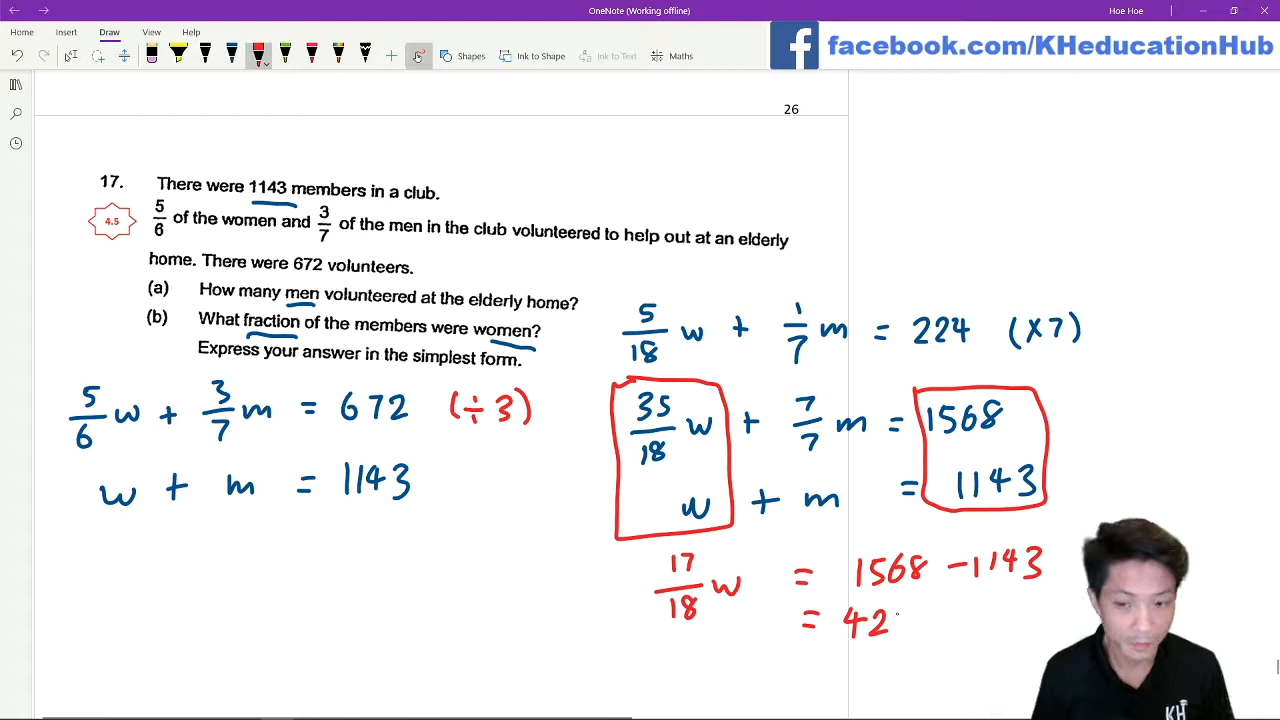 OneNote (Working offline)
Hoe Hoe
Home Insert Draw View Help
facebook.com/KHeducationHub
Shapes Ink to Shape Ink to Text Maths
26
17. There were 1143 members in a club.
4.5
5/6 of the women and 3/7 of the men in the club volunteered to help out at an elderly
home. There were 672 volunteers.
(a) How many men volunteered at the elderly home?
(b) What fraction of the members were women?
Express your answer in the simplest form.
5/6 w + 3/7 m = 672 (÷3)
w + m = 1143
5/18 w + 1/7 m = 224 (×7)
35/18 w + 7/7 m = 1568
w + m = 1143
17/18 w = 1568 - 1143
= 42
KH